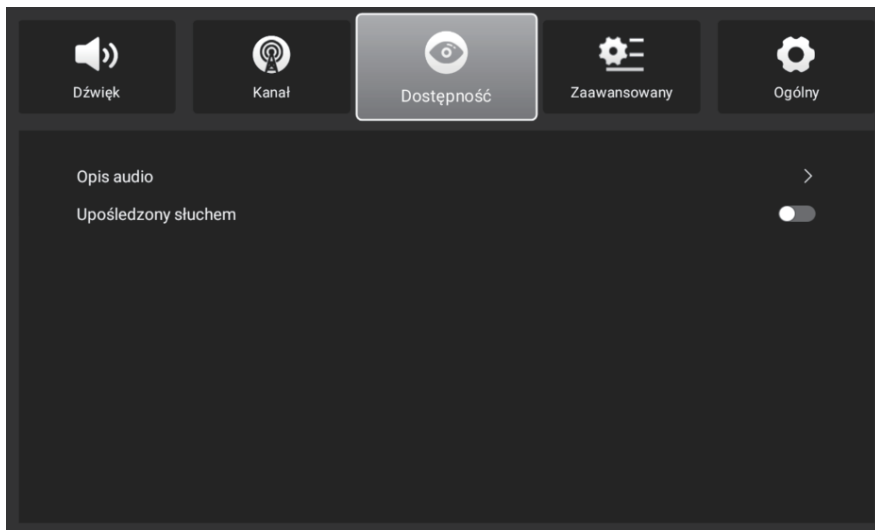 Dźwięk
Kanał
Dostępność
Zaawansowany
Ogólny
Opis audio
Upośledzony słuchem